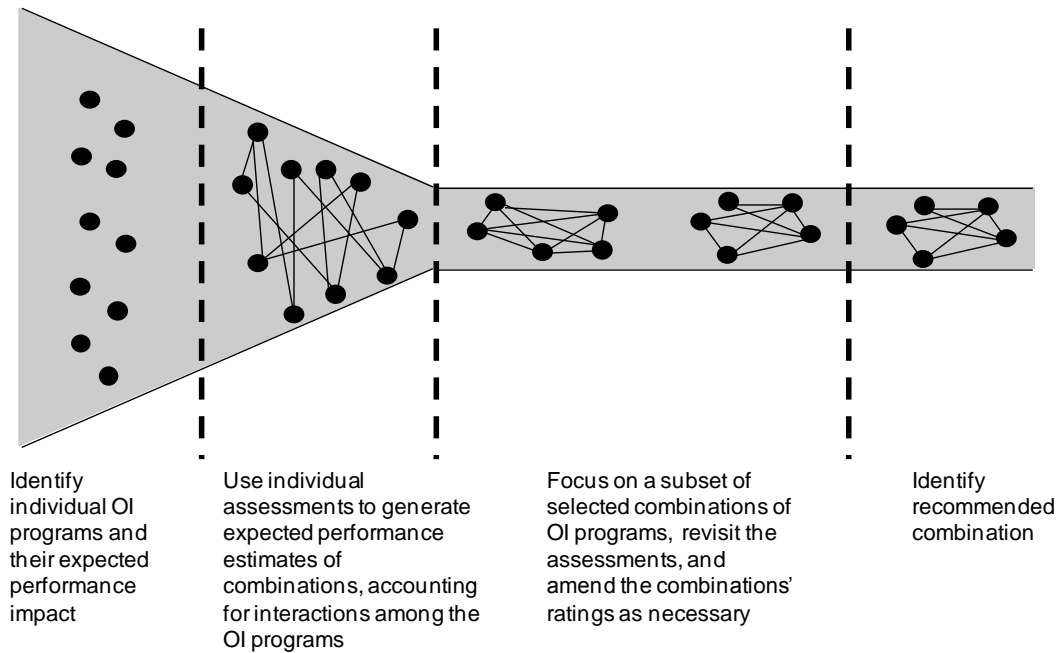 Identify
individual OI
programs and
their expected
performance
impact
Use individual
assessments to generate
expected performance
estimates of
combinations, accounting
for interactions among the
OI programs
Focus on a subset of
selected combinations of
OI programs, revisit the
assessments, and
amend the combinations’
ratings as necessary
Identify
recommended
combination